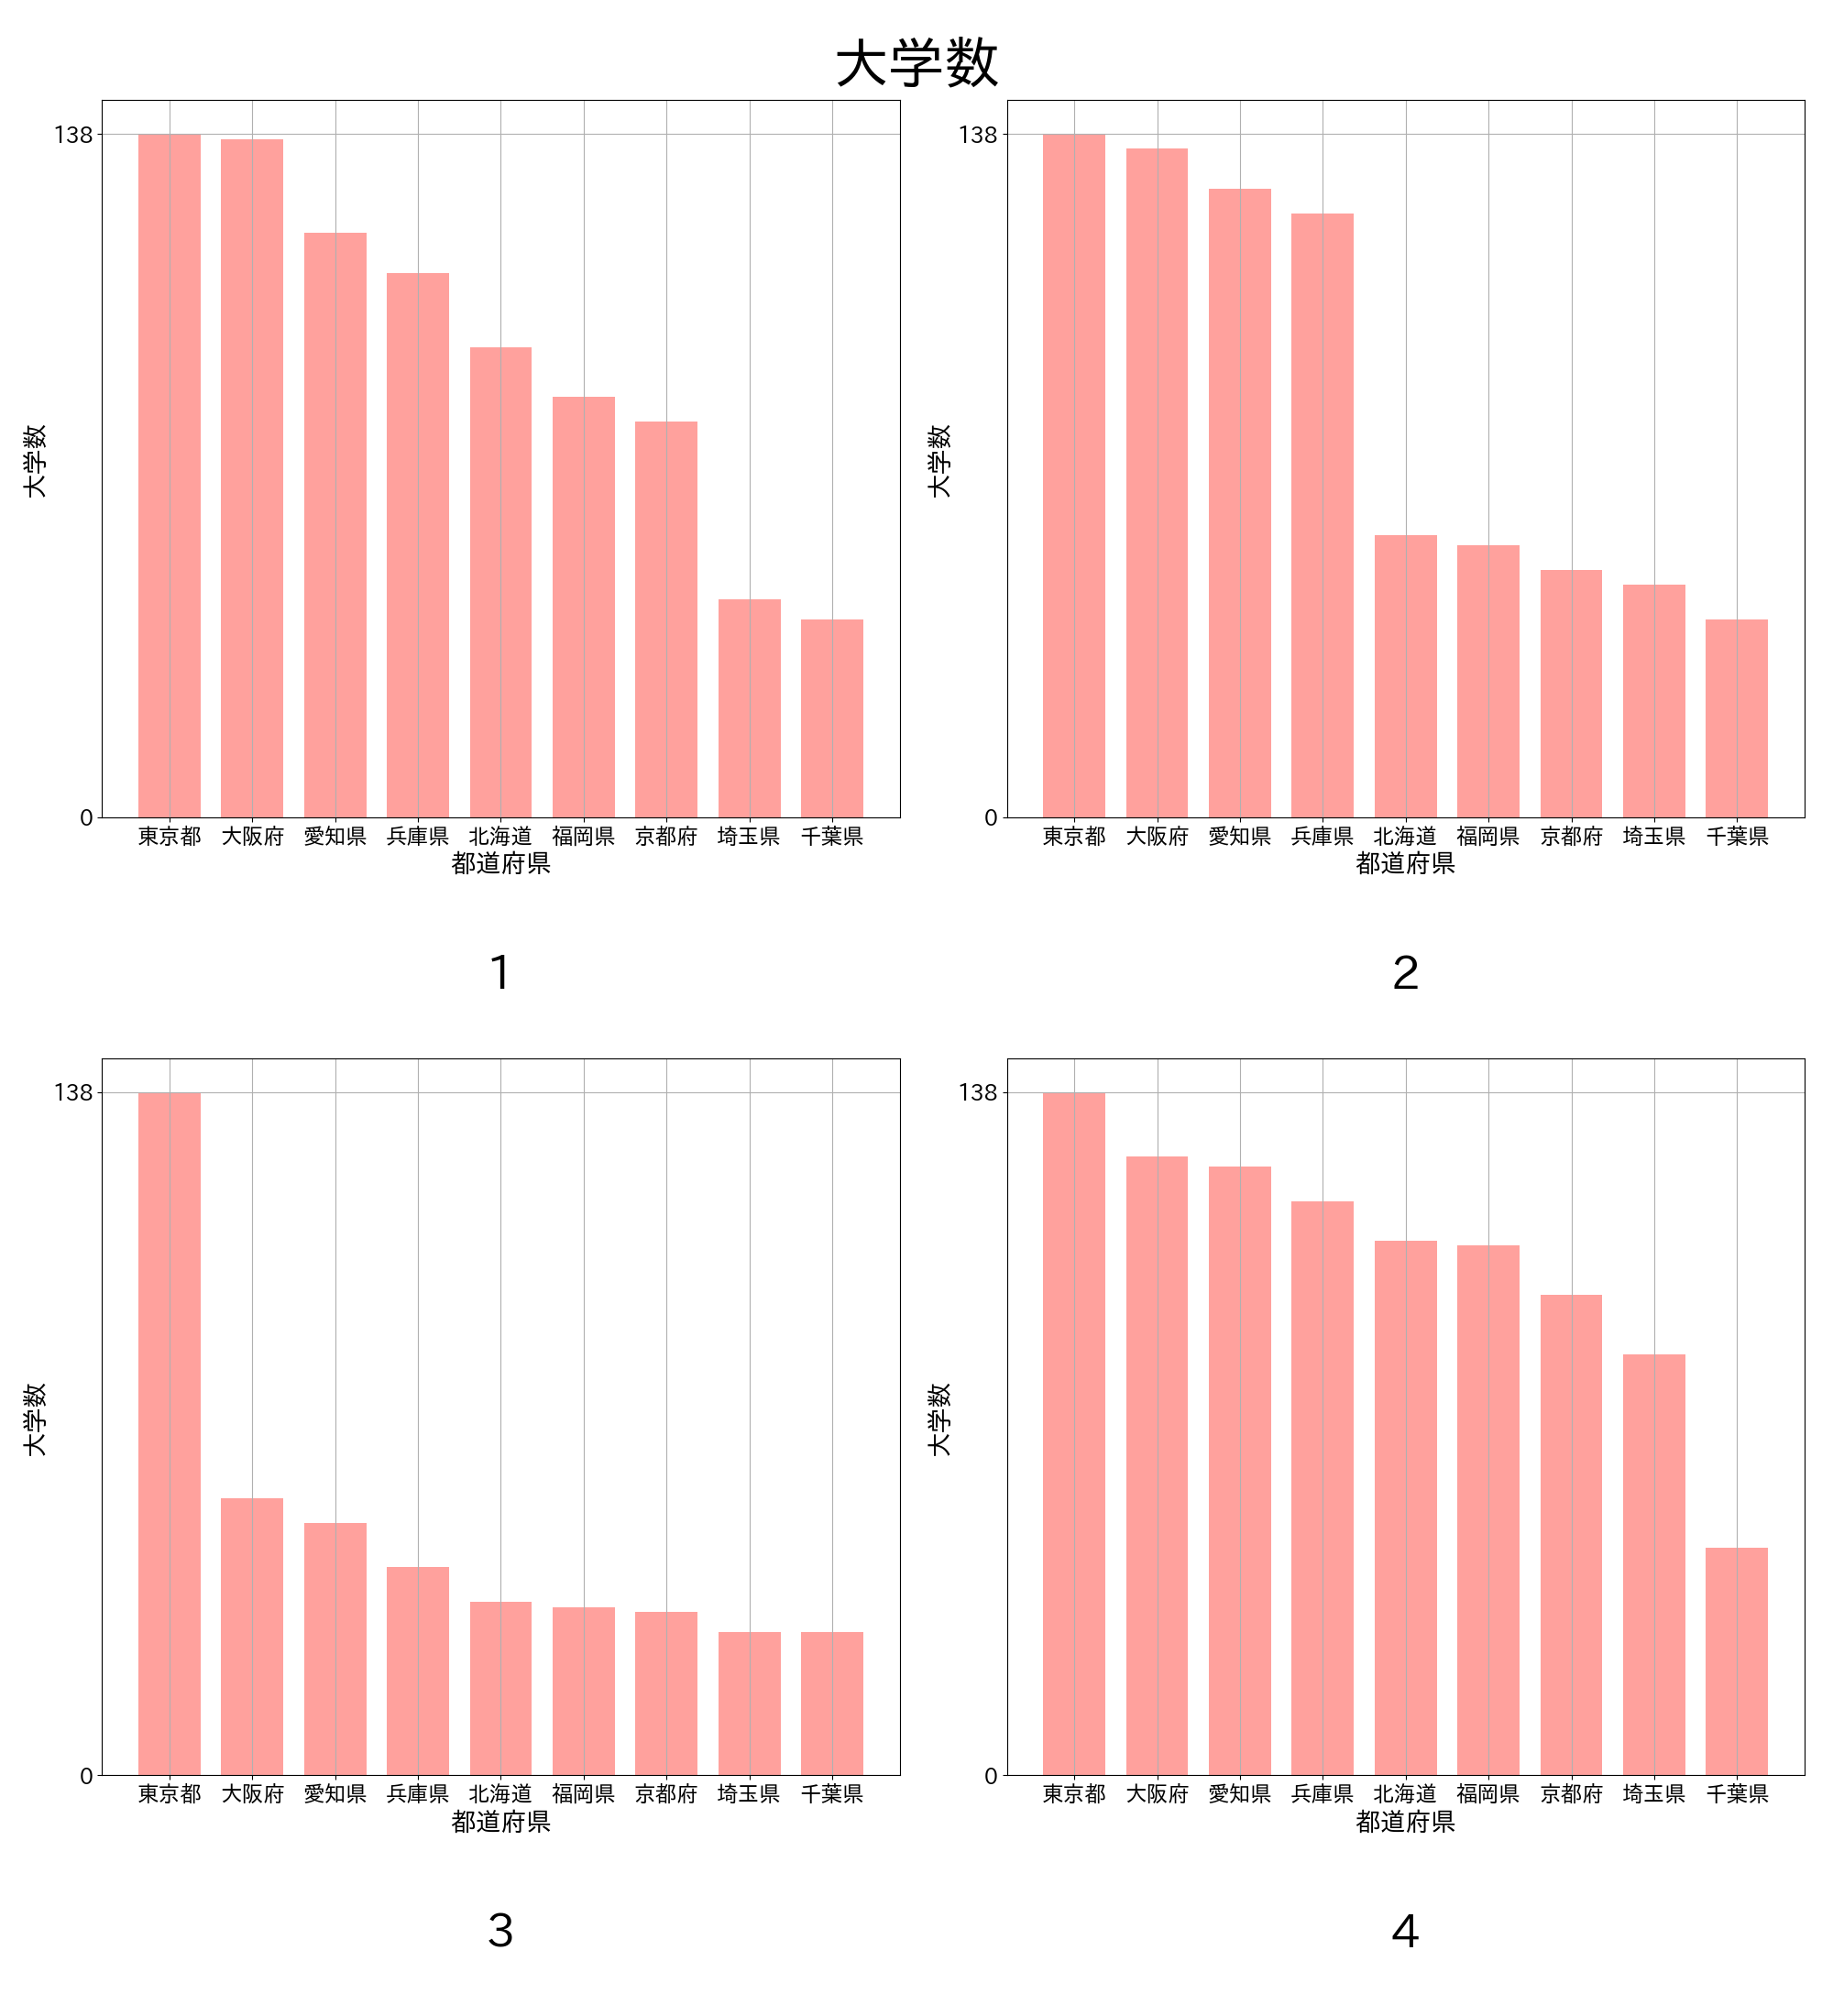 大学数
138
0
大学数
東京都 大阪府 愛知県 兵庫県 北海道 福岡県 京都府 埼玉県 千葉県
都道府県
1
138
0
大学数
東京都 大阪府 愛知県 兵庫県 北海道 福岡県 京都府 埼玉県 千葉県
都道府県
2
138
0
大学数
東京都 大阪府 愛知県 兵庫県 北海道 福岡県 京都府 埼玉県 千葉県
都道府県
3
138
0
大学数
東京都 大阪府 愛知県 兵庫県 北海道 福岡県 京都府 埼玉県 千葉県
都道府県
4